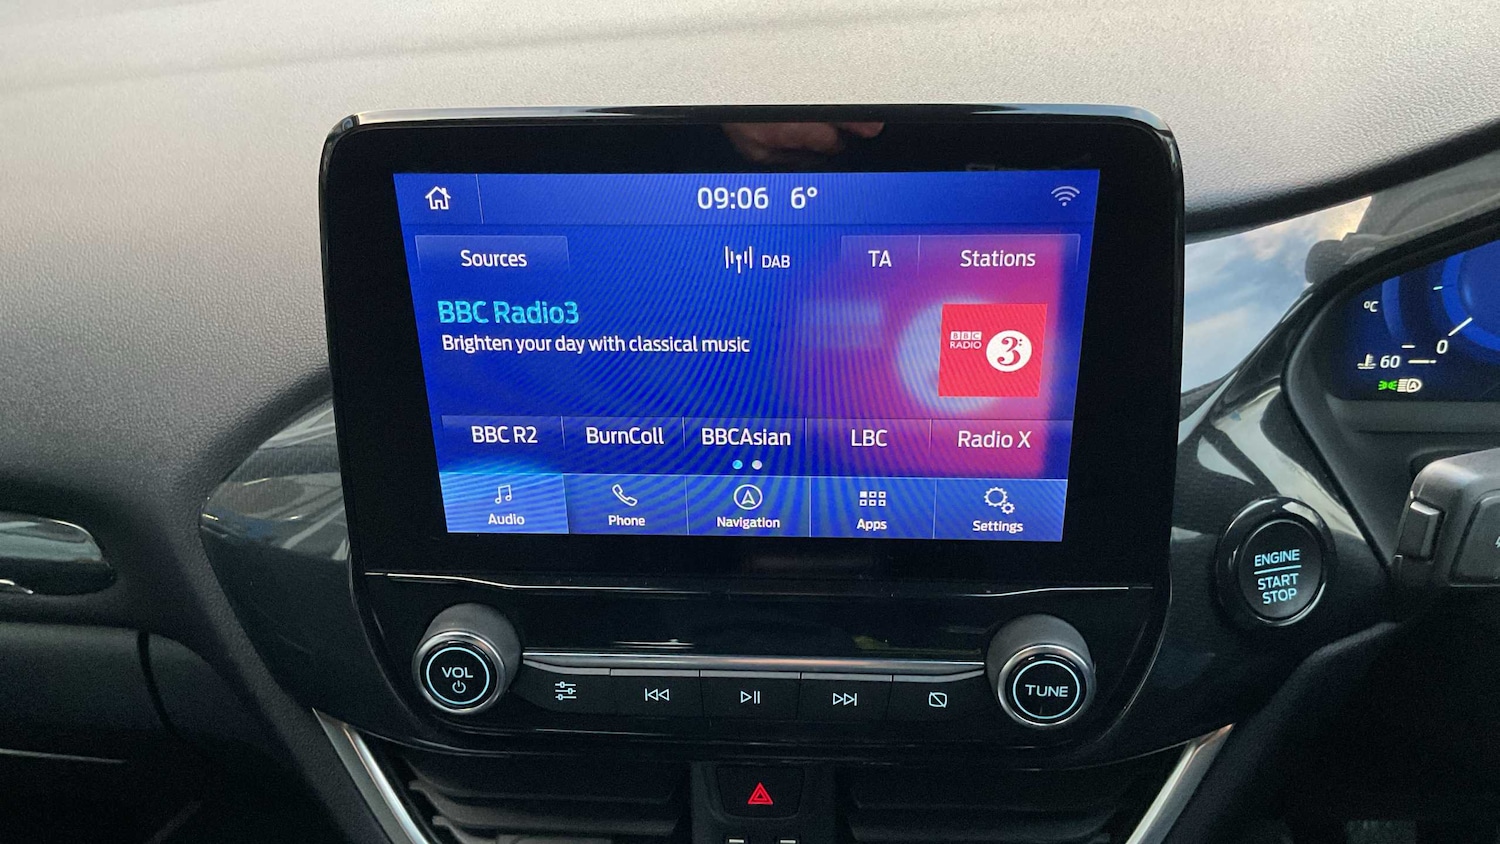 09:06 6°
Sources DAB TA Stations
BBC Radio3
Brighten your day with classical music
BBC
RADIO 3
BBC R2 BurnColl BBCAsian LBC Radio X
Audio Phone Navigation Apps Settings
VOL
TUNE
ENGINE
START
STOP
°C
0
60